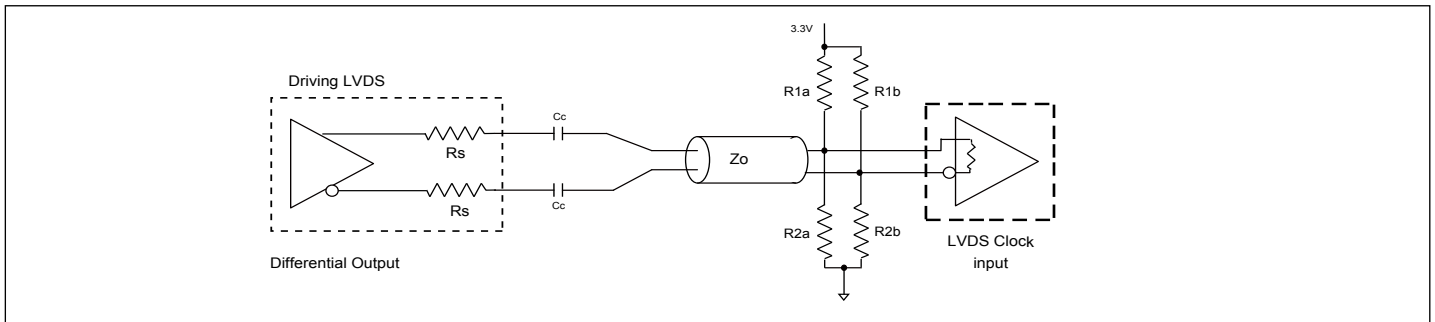 3.3V
Driving LVDS
R1a
R1b
Cc
Rs
Zo
Rs
Cc
R2a
R2b
LVDS Clock
input
Differential Output